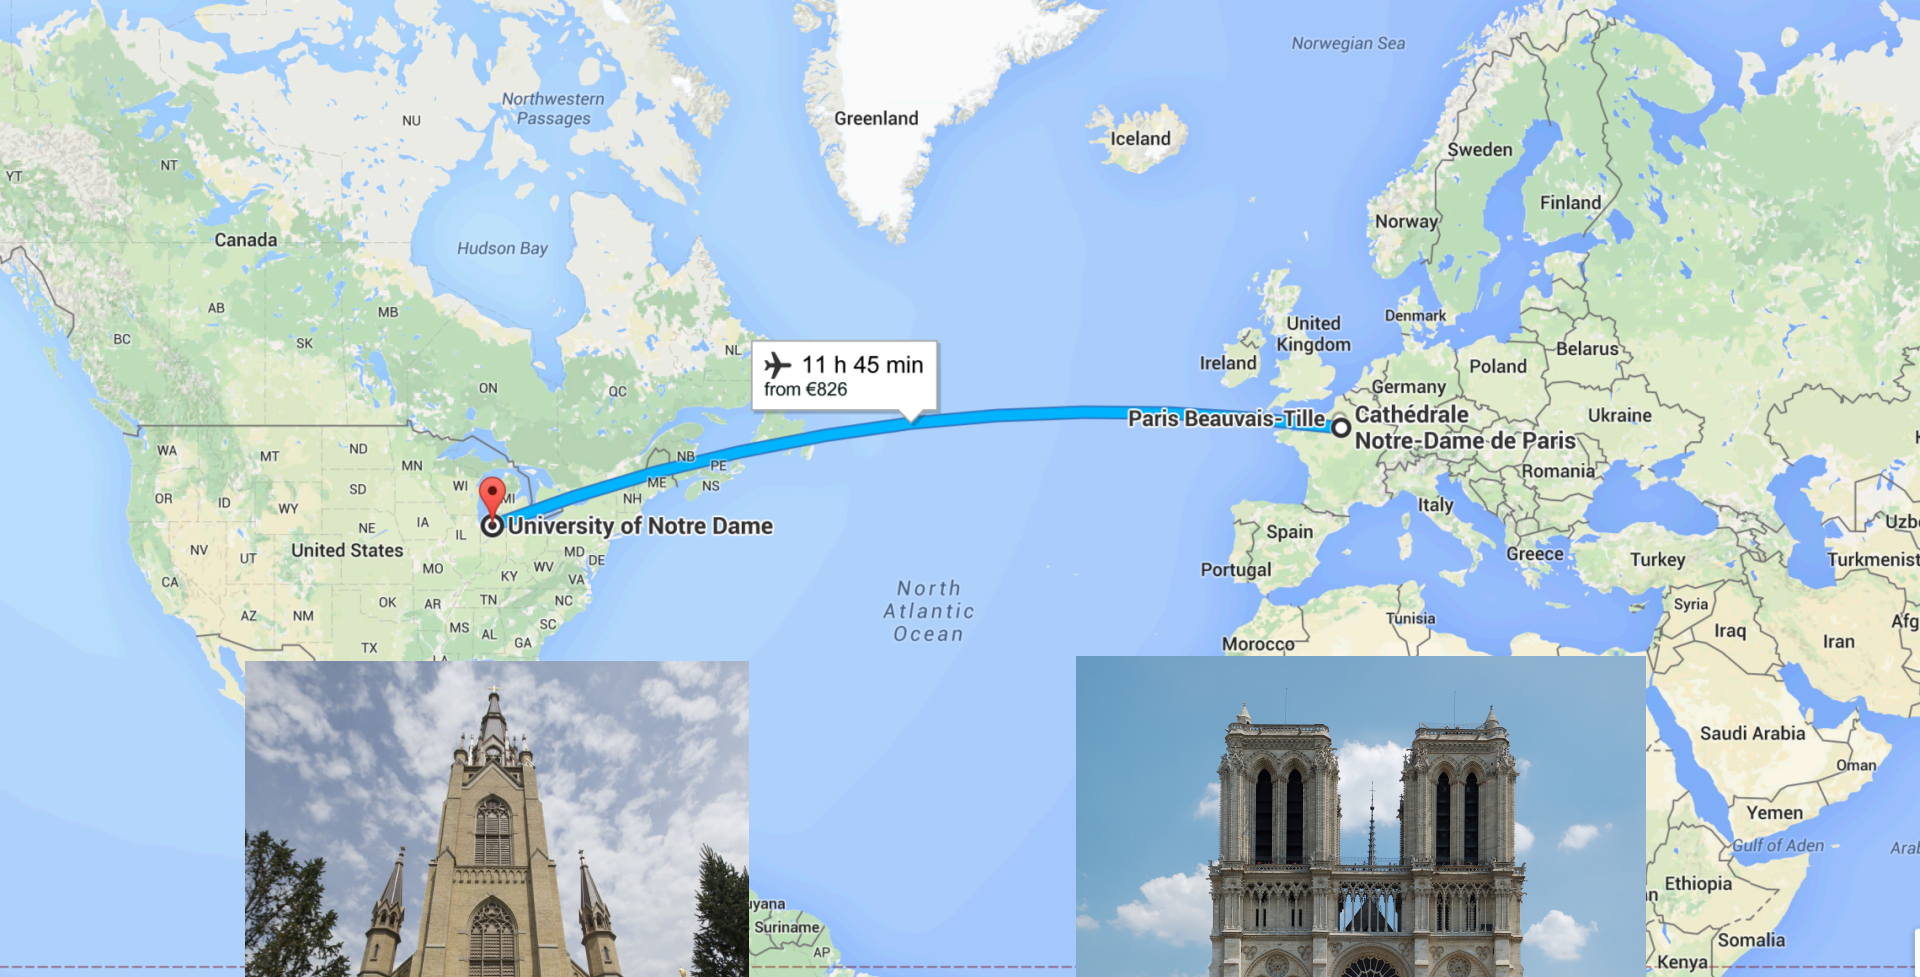 Norwegian Sea
Northwestern
Passages
NU
Greenland
Iceland
Sweden
NT
YT
Finland
Norway
Canada
Hudson Bay
AB
MB
Denmark
United
Kingdom
BC
SK
NL
Belarus
Ireland
Poland
11 h 45 min
from €826
ON
QC
Germany
Paris Beauvais-Tille
Cathédrale
Notre-Dame de Paris
Ukraine
WA
MT
ND
MN
NB
PE
ME
NS
NH
Romania
OR
ID
WY
SD
WI
MI
Italy
NE
IA
IL
University of Notre Dame
Spain
Uzb
NV
UT
United States
MO
KY
WV
MD
DE
VA
Portugal
Greece
Turkey
Turkmenist
CA
AZ
NM
OK
AR
TN
NC
SC
North
Atlantic
Ocean
Tunisia
Syria
Iraq
Iran
Afg
TX
MS
AL
GA
LA
Morocco
Saudi Arabia
Oman
Yemen
Gulf of Aden
Arab
Ethiopia
uyana
Suriname
AP
Somalia
Kenya